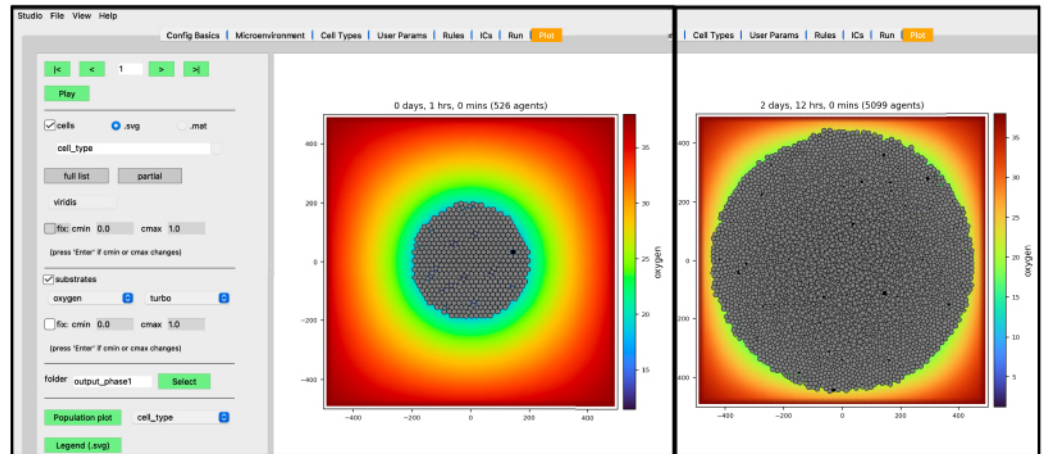 Studio File View Help
Config Basics | Microenvironment | Cell Types | User Params | Rules | ICs | Run | Plot
|< < 1 > >|
Play
cells .svg .mat
cell_type
full list partial
viridis
fix: cmin 0.0 cmax 1.0
(press "Enter" if cmin or cmax changes)
substrates
oxygen turbo
fix: cmin 0.0 cmax 1.0
(press "Enter" if cmin or cmax changes)
folder output_phase1 Select
Population plot cell_type
Legend (.svg)
0 days, 1 hrs, 0 mins (526 agents)
400
200
0
−200
−400
−400 −200 0 200 400
35
30
25
20
15
oxygen
Cell Types | User Params | Rules | ICs | Run | Plot
2 days, 12 hrs, 0 mins (5099 agents)
400
200
0
−200
−400
−400 −200 0 200 400
35
30
25
20
15
10
5
oxygen